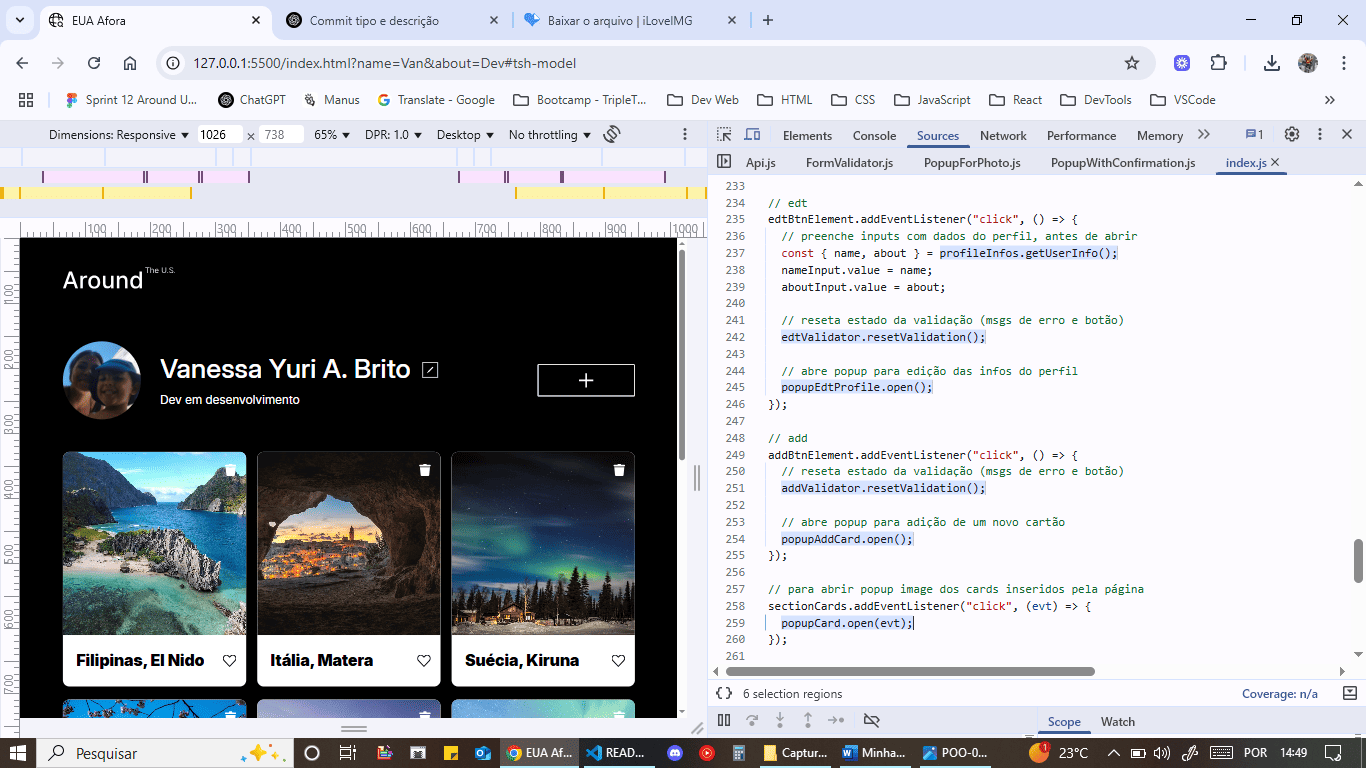 EUA Afora
Commit tipo e descrição
Baixar o arquivo | iLoveIMG
127.0.0.1:5500/index.html?name=Van&about=Dev#tsh-model
Sprint 12 Around U...
ChatGPT
Manus
Translate - Google
Bootcamp - TripleT...
Dev Web
HTML
CSS
JavaScript
React
DevTools
VSCode
Dimensions: Responsive
1026
×
738
65%
DPR: 1.0
Desktop
No throttling
Elements
Console
Sources
Network
Performance
Memory
1
Api.js
FormValidator.js
PopupForPhoto.js
PopupWithConfirmation.js
index.js
100 200 300 400 500 600 700 800 900 1000
100
200
300
400
500
600
700
Around The U.S.
Vanessa Yuri A. Brito
Dev em desenvolvimento
Filipinas, El Nido
Itália, Matera
Suécia, Kiruna
233
234 // edt
235 edtBtnElement.addEventListener("click", () => {
236 // preenche inputs com dados do perfil, antes de abrir
237 const { name, about } = profileInfos.getUserInfo();
238 nameInput.value = name;
239 aboutInput.value = about;
240
241 // reseta estado da validação (msgs de erro e botão)
242 edtValidator.resetValidation();
243
244 // abre popup para edição das infos do perfil
245 popupEdtProfile.open();
246 });
247
248 // add
249 addBtnElement.addEventListener("click", () => {
250 // reseta estado da validação (msgs de erro e botão)
251 addValidator.resetValidation();
252
253 // abre popup para adição de um novo cartão
254 popupAddCard.open();
255 });
256
257 // para abrir popup image dos cards inseridos pela página
258 sectionCards.addEventListener("click", (evt) => {
259 popupCard.open(evt);
260 });
261
6 selection regions
Coverage: n/a
Scope
Watch
Pesquisar
EUA Afor...
READ...
Captur...
Minha...
POO-0...
1
23°C
POR
14:49